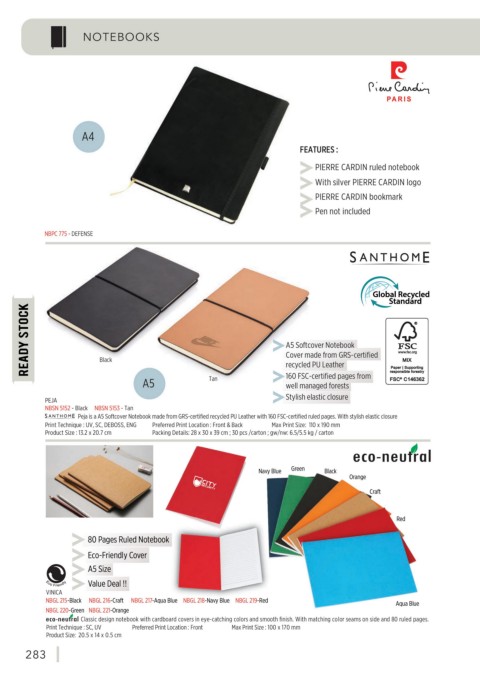 NOTEBOOKS
Pierre Cardin
PARIS
A4
FEATURES :
PIERRE CARDIN ruled notebook
With silver PIERRE CARDIN logo
PIERRE CARDIN bookmark
Pen not included
NBPC 775 - DEFENSE
SANTHOME
Global Recycled
Standard
READY STOCK
FSC
www.fsc.org
MIX
Paper | Supporting
responsible forestry
FSC® C146362
A5 Softcover Notebook
Cover made from GRS-certified
recycled PU Leather
160 FSC-certified pages from
well managed forests
Stylish elastic closure
Black
Tan
A5
PEJA
NBSN 5152 - Black NBSN 5153 - Tan
SANTHOME Peja is a A5 Softcover Notebook made from GRS-certified recycled PU Leather with 160 FSC-certified ruled pages. With stylish elastic closure
Print Technique : UV, SC, DEBOSS, ENG Preferred Print Location : Front & Back Max Print Size: 110 x 190 mm
Product Size : 13.2 x 20.7 cm Packing Details: 28 x 30 x 39 cm ; 30 pcs /carton ; gw/nw: 6.5/5.5 kg / carton
eco-neutral
Navy Blue
Green
Black
Orange
Craft
Red
Aqua Blue
CITY
80 Pages Ruled Notebook
Eco-Friendly Cover
A5 Size
Value Deal !!
Eco Friendly
VINICA
NBGL 215-Black NBGL 216-Craft NBGL 217-Aqua Blue NBGL 218-Navy Blue NBGL 219-Red
NBGL 220-Green NBGL 221-Orange
eco-neutral Classic design notebook with cardboard covers in eye-catching colors and smooth finish. With matching color seams on side and 80 ruled pages.
Print Technique : SC, UV Preferred Print Location : Front Max Print Size : 100 x 170 mm
Product Size: 20.5 x 14 x 0.5 cm
283